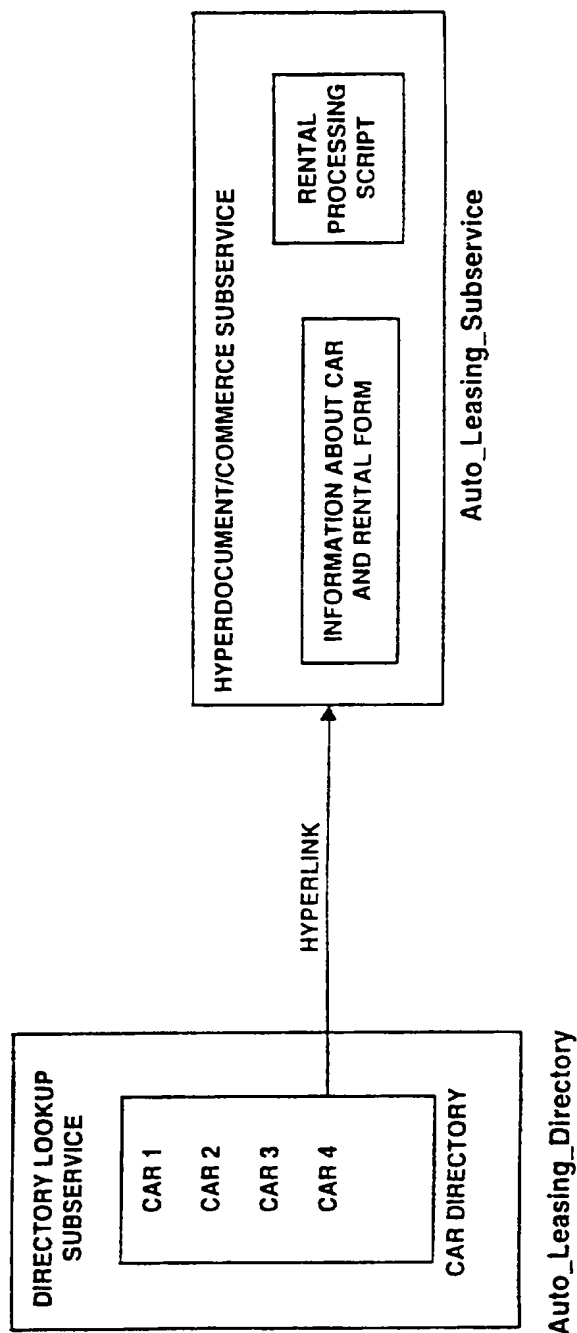 DIRECTORY LOOKUP
SUBSERVICE
CAR 1
CAR 2
CAR 3
CAR 4
CAR DIRECTORY
Auto_Leasing_Directory
HYPERLINK
HYPERDOCUMENT/COMMERCE SUBSERVICE
INFORMATION ABOUT CAR
AND RENTAL FORM
RENTAL
PROCESSING
SCRIPT
Auto_Leasing_Subservice